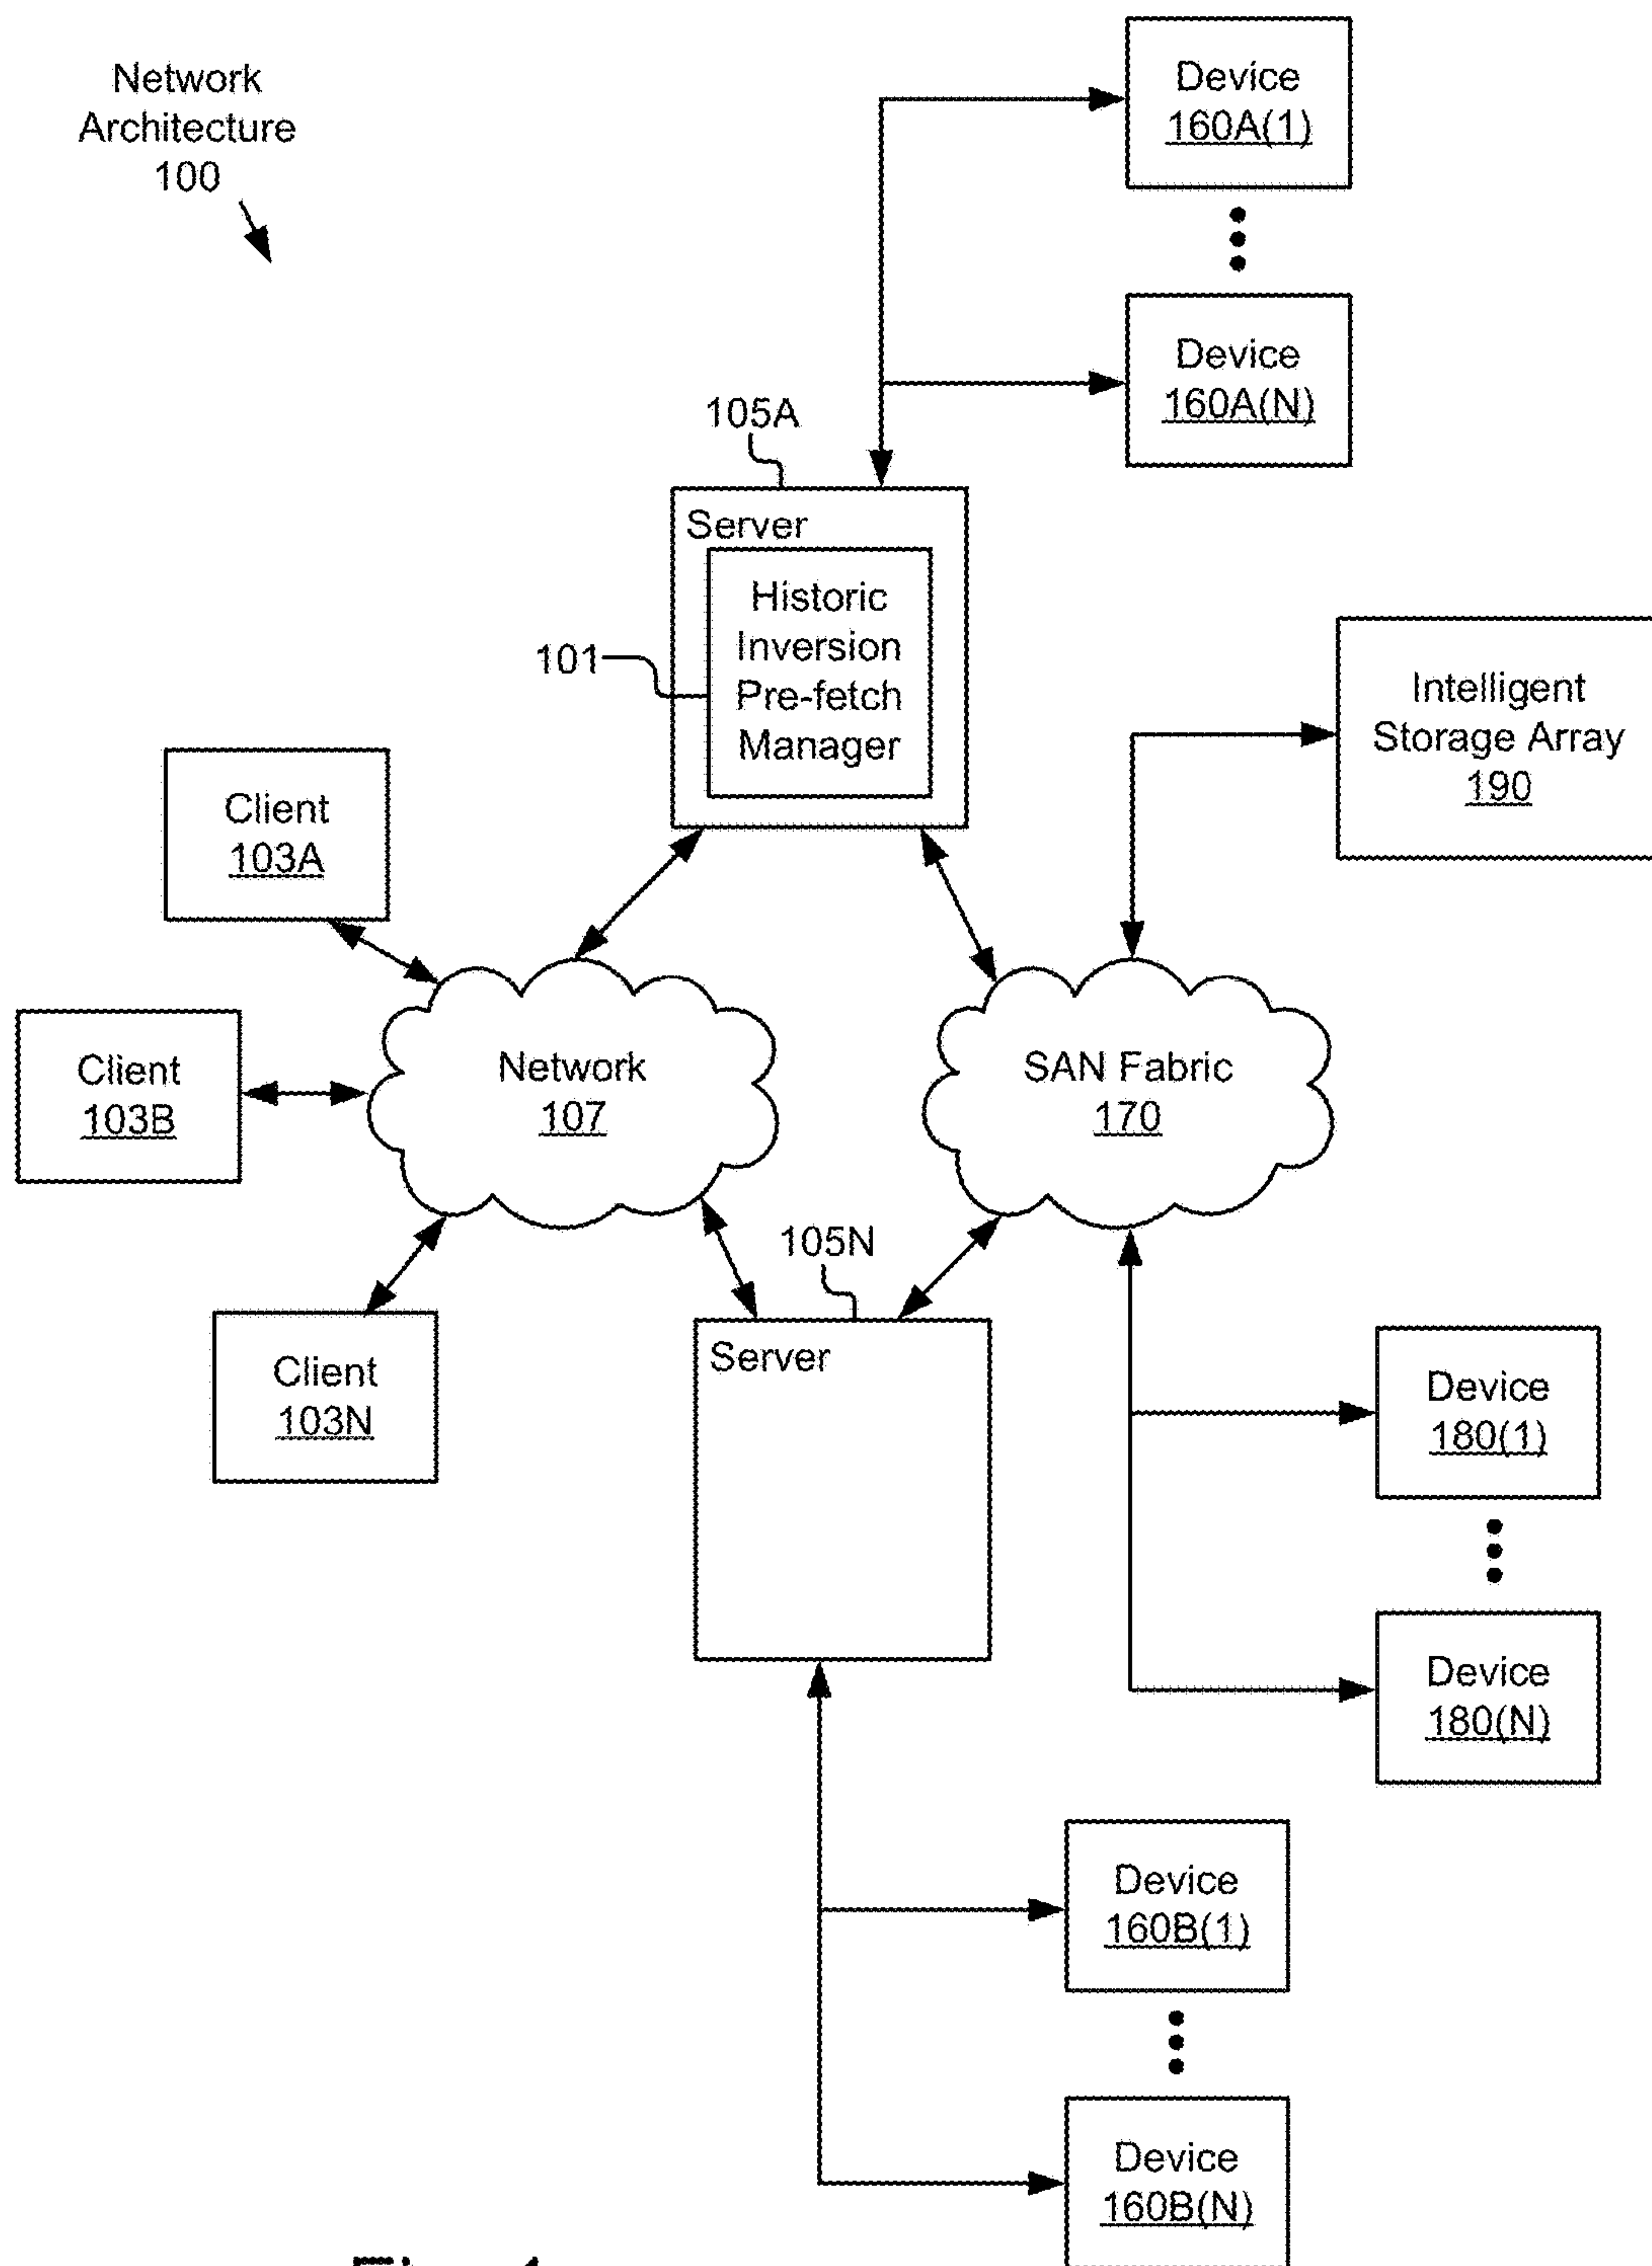 Network
Architecture
100
Device
160A(1)
Device
160A(N)
105A
Server
Historic
Inversion
Pre-fetch
Manager
101
Intelligent
Storage Array
190
Client
103A
Client
103B
Network
107
SAN Fabric
170
Client
103N
105N
Server
Device
180(1)
Device
180(N)
Device
160B(1)
Device
160B(N)